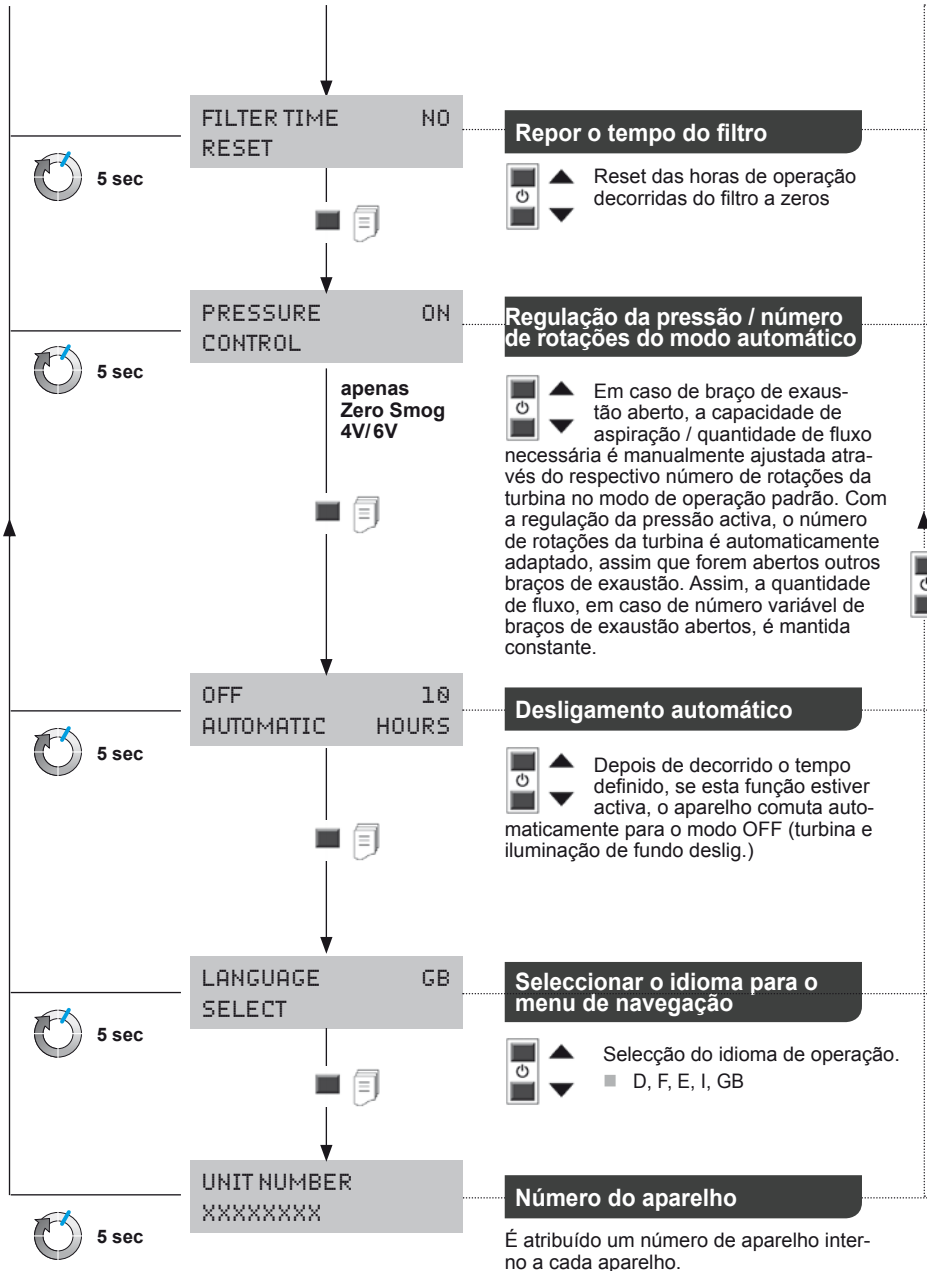 FILTER TIME NO
RESET
Repor o tempo do filtro
5 sec
Reset das horas de operação
decorridas do filtro a zeros
PRESSURE ON
CONTROL
Regulação da pressão / número
de rotações do modo automático
5 sec
apenas
Zero Smog
4V/6V
Em caso de braço de exaus-
tão aberto, a capacidade de
aspiração / quantidade de fluxo
necessária é manualmente ajustada atra-
vés do respectivo número de rotações da
turbina no modo de operação padrão. Com
a regulação da pressão activa, o número
de rotações da turbina é automaticamente
adaptado, assim que forem abertos outros
braços de exaustão. Assim, a quantidade
de fluxo, em caso de número variável de
braços de exaustão abertos, é mantida
constante.
OFF 10
AUTOMATIC HOURS
Desligamento automático
5 sec
Depois de decorrido o tempo
definido, se esta função estiver
activa, o aparelho comuta auto-
maticamente para o modo OFF (turbina e
iluminação de fundo deslig.)
LANGUAGE GB
SELECT
Seleccionar o idioma para o
menu de navegação
5 sec
Selecção do idioma de operação.
■ D, F, E, I, GB
UNIT NUMBER
XXXXXXXX
Número do aparelho
5 sec
É atribuído um número de aparelho inter-
no a cada aparelho.